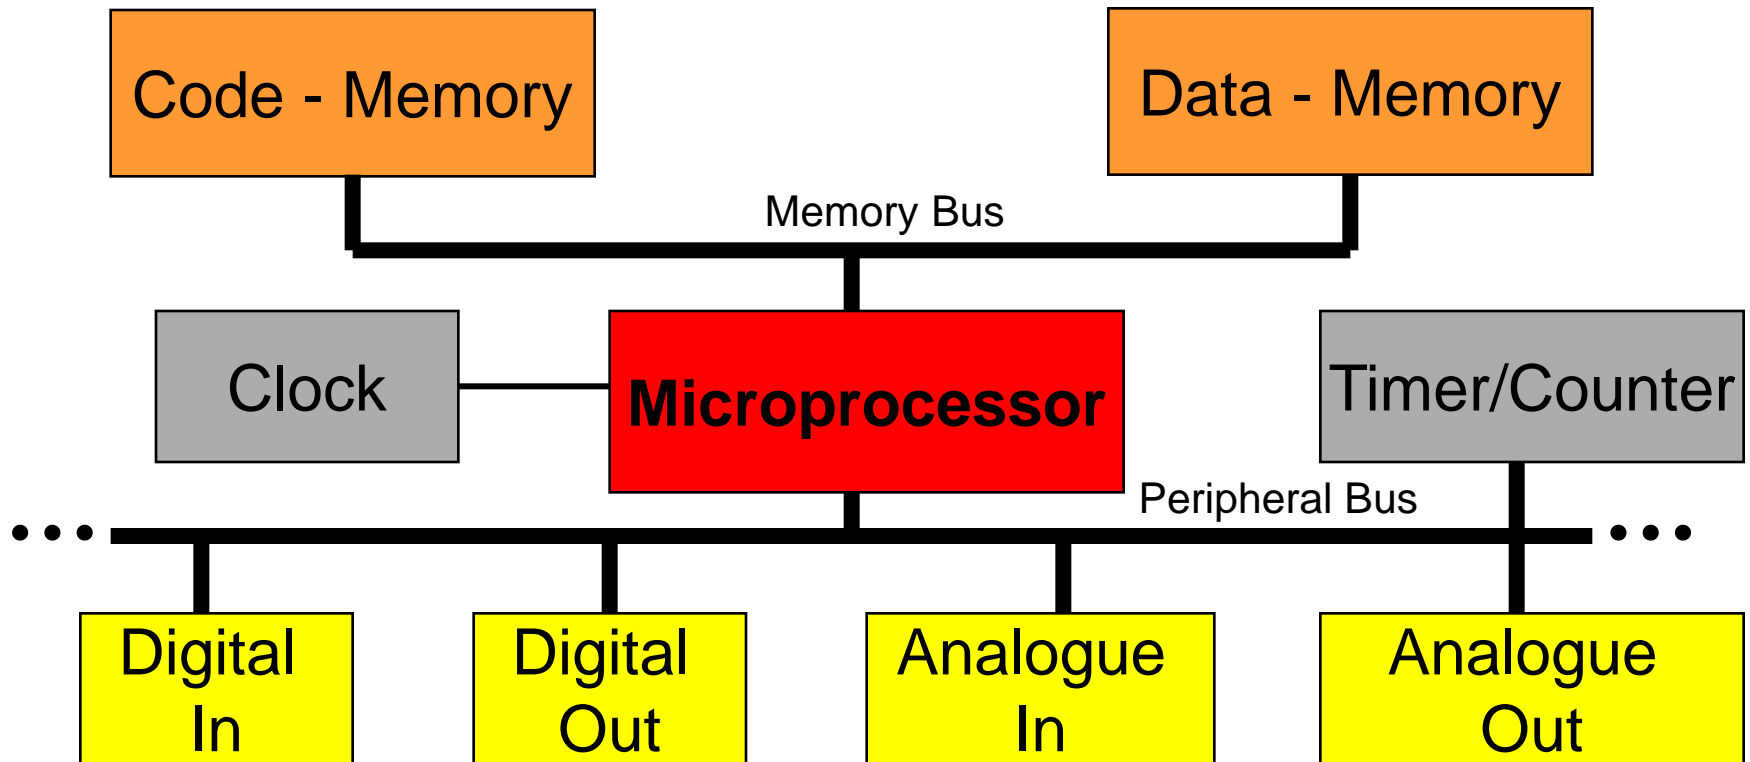 Code - Memory
Data - Memory
Memory Bus
Clock
Microprocessor
Timer/Counter
Peripheral Bus
Digital
In
Digital
Out
Analogue
In
Analogue
Out